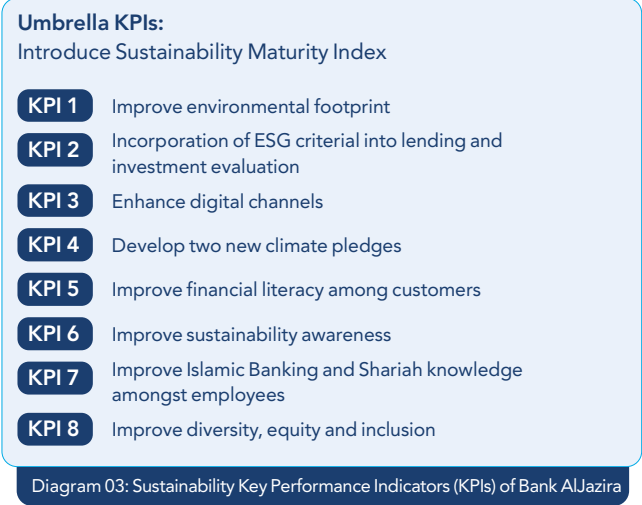 Umbrella KPIs:
Introduce Sustainability Maturity Index
KPI 1 Improve environmental footprint
KPI 2 Incorporation of ESG criterial into lending and
investment evaluation
KPI 3 Enhance digital channels
KPI 4 Develop two new climate pledges
KPI 5 Improve financial literacy among customers
KPI 6 Improve sustainability awareness
KPI 7 Improve Islamic Banking and Shariah knowledge
amongst employees
KPI 8 Improve diversity, equity and inclusion
Diagram 03: Sustainability Key Performance Indicators (KPIs) of Bank AlJazira